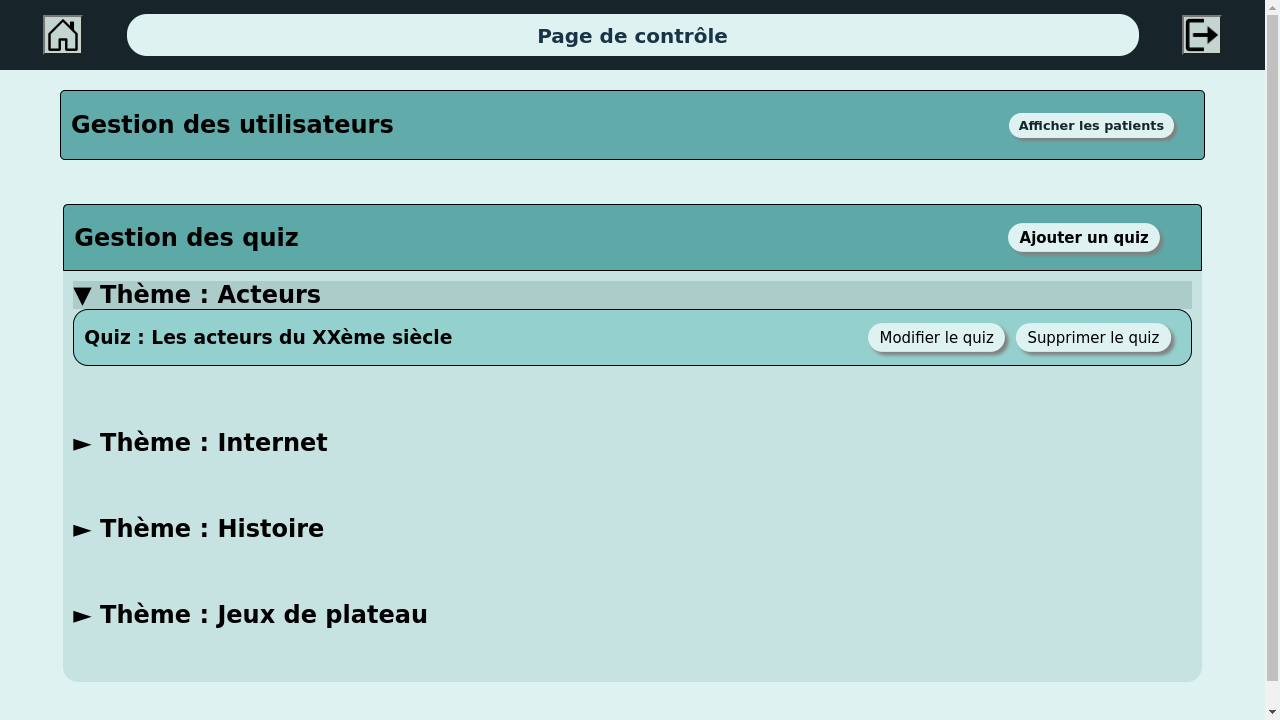 Page de contrôle
Gestion des utilisateurs
Afficher les patients
Gestion des quiz
Ajouter un quiz
▼ Thème : Acteurs
Quiz : Les acteurs du XXème siècle
Modifier le quiz
Supprimer le quiz
► Thème : Internet
► Thème : Histoire
► Thème : Jeux de plateau